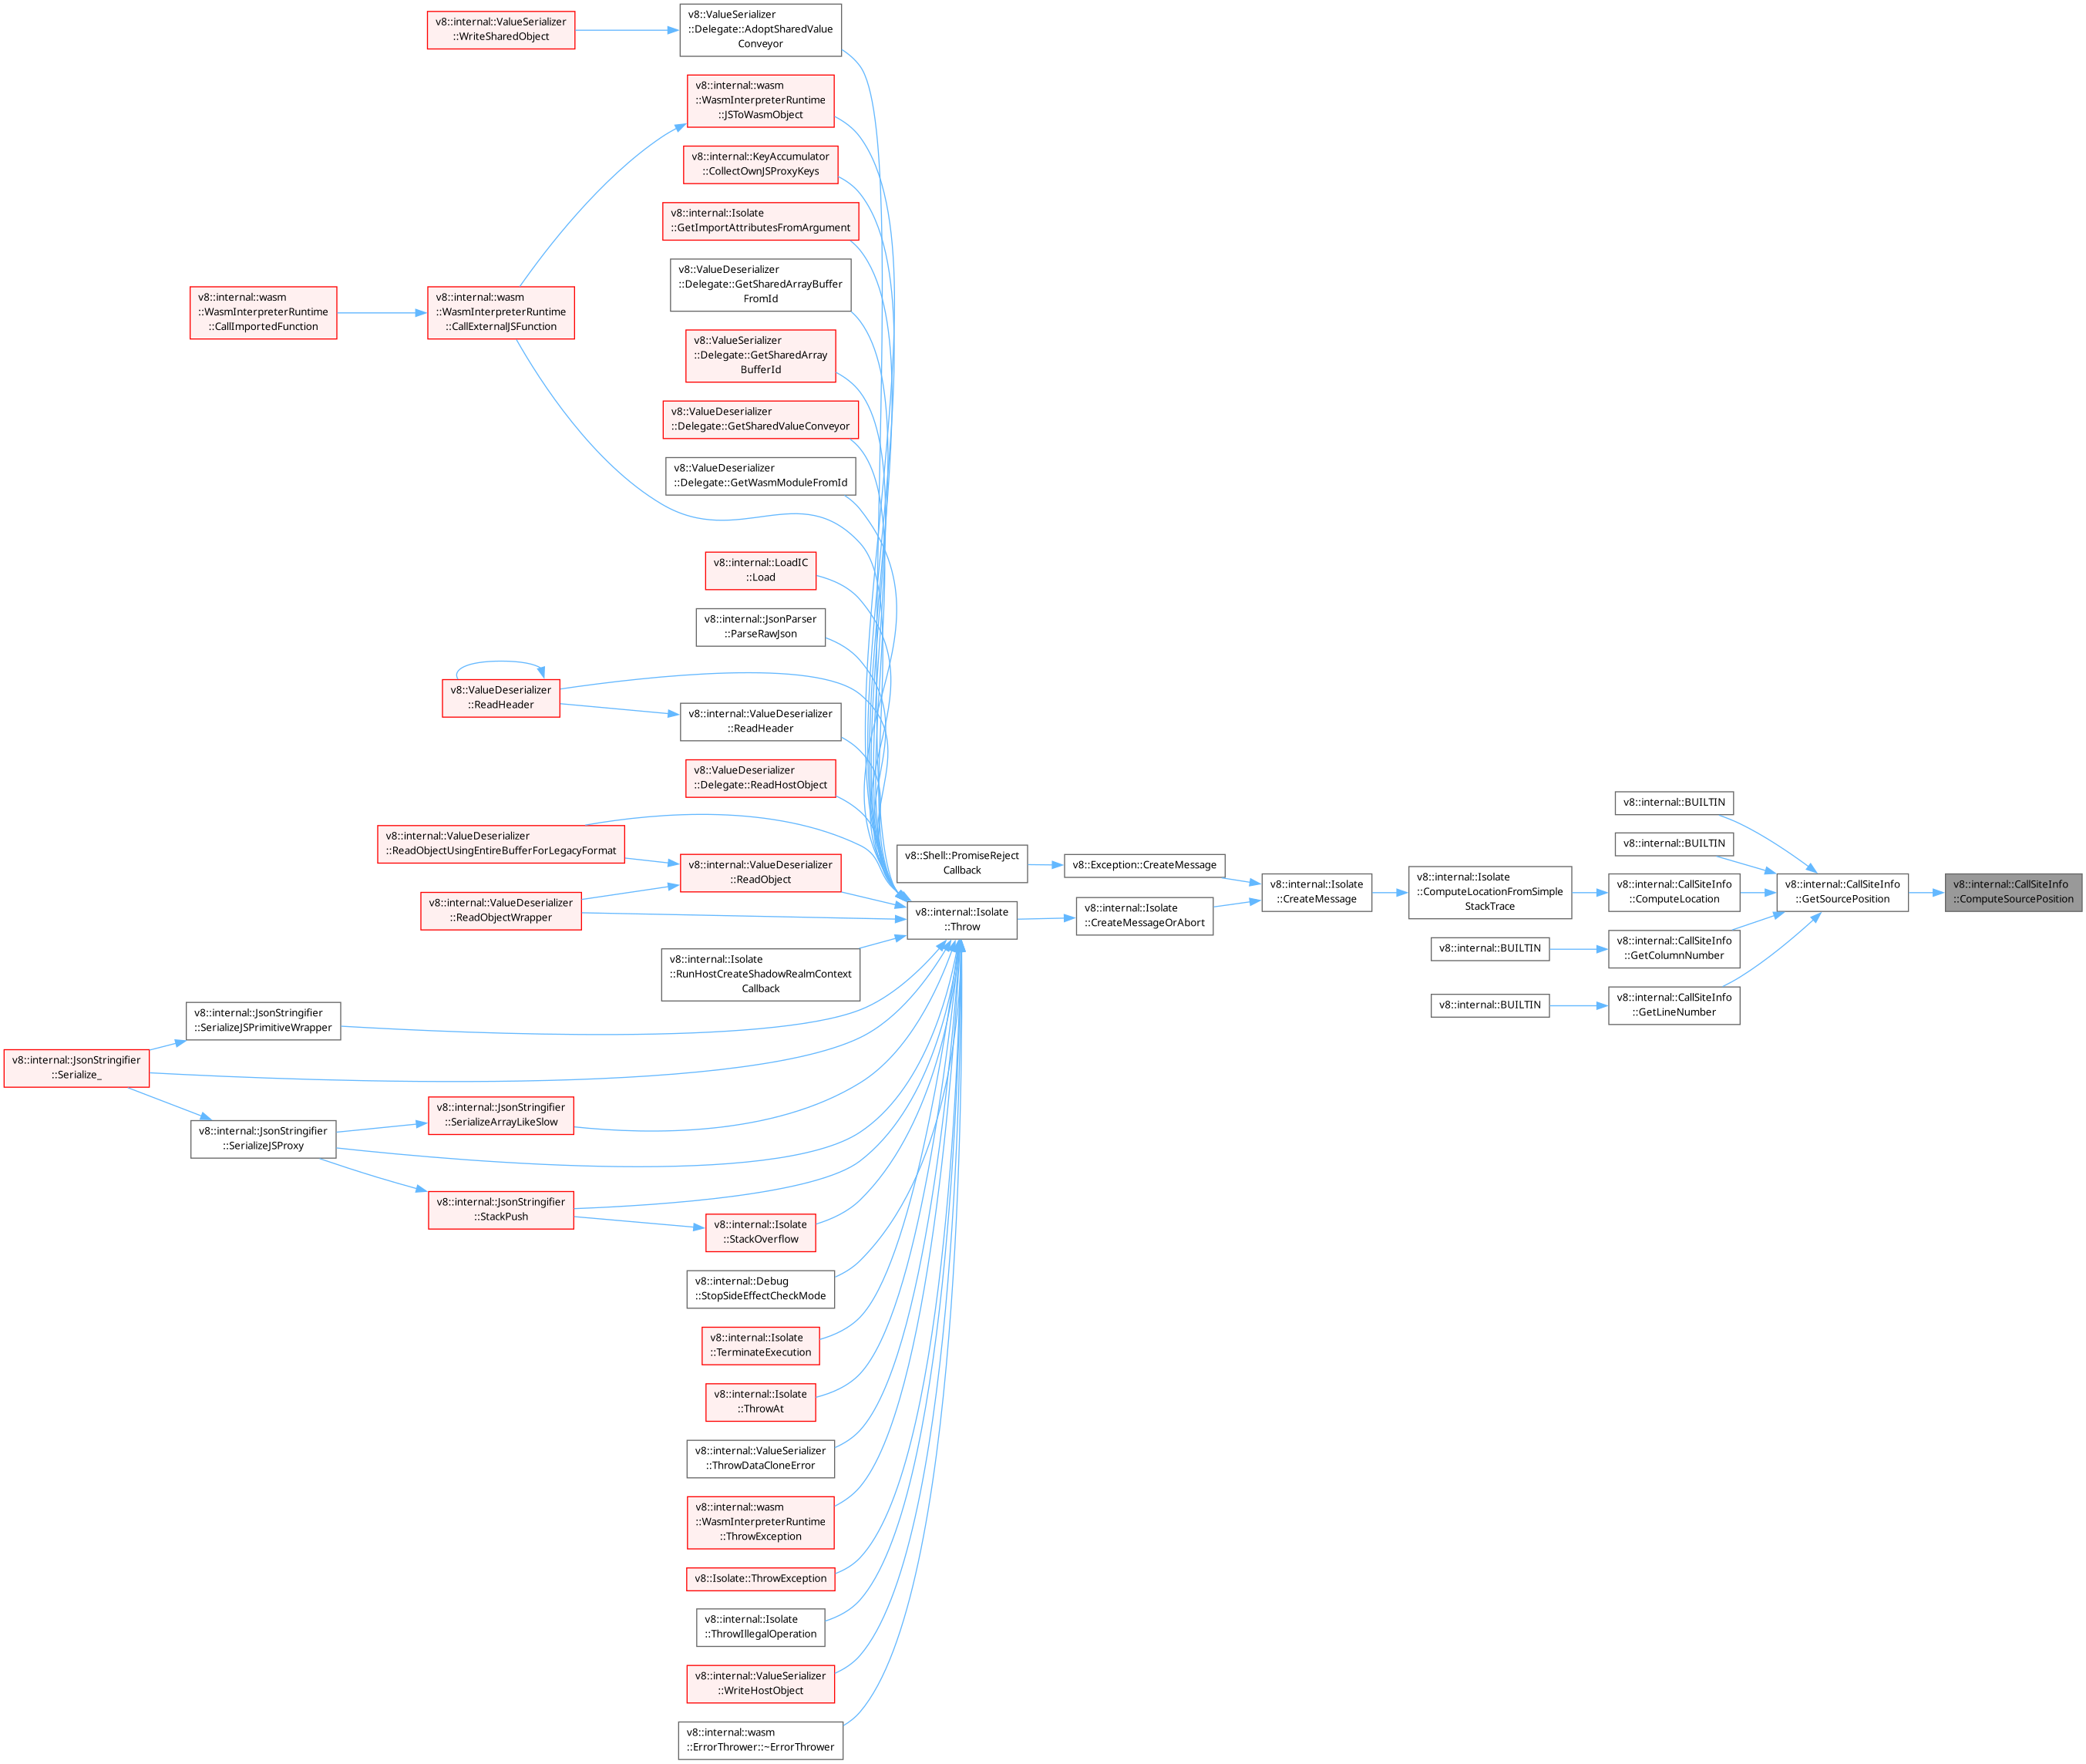 v8::internal::ValueSerializer
::WriteSharedObject
v8::ValueSerializer
::Delegate::AdoptSharedValue
Conveyor
v8::internal::wasm
::WasmInterpreterRuntime
::JSToWasmObject
v8::internal::KeyAccumulator
::CollectOwnJSProxyKeys
v8::internal::Isolate
::GetImportAttributesFromArgument
v8::ValueDeserializer
::Delegate::GetSharedArrayBuffer
FromId
v8::internal::wasm
::WasmInterpreterRuntime
::CallImportedFunction
v8::internal::wasm
::WasmInterpreterRuntime
::CallExternalJSFunction
v8::ValueSerializer
::Delegate::GetSharedArray
BufferId
v8::ValueDeserializer
::Delegate::GetSharedValueConveyor
v8::ValueDeserializer
::Delegate::GetWasmModuleFromId
v8::internal::LoadIC
::Load
v8::internal::JsonParser
::ParseRawJson
v8::ValueDeserializer
::ReadHeader
v8::internal::ValueDeserializer
::ReadHeader
v8::ValueDeserializer
::Delegate::ReadHostObject
v8::internal::ValueDeserializer
::ReadObjectUsingEntireBufferForLegacyFormat
v8::internal::ValueDeserializer
::ReadObject
v8::internal::ValueDeserializer
::ReadObjectWrapper
v8::Shell::PromiseReject
Callback
v8::Exception::CreateMessage
v8::internal::Isolate
::Throw
v8::internal::Isolate
::CreateMessageOrAbort
v8::internal::Isolate
::CreateMessage
v8::internal::Isolate
::ComputeLocationFromSimple
StackTrace
v8::internal::BUILTIN
v8::internal::BUILTIN
v8::internal::CallSiteInfo
::ComputeLocation
v8::internal::CallSiteInfo
::GetSourcePosition
v8::internal::CallSiteInfo
::ComputeSourcePosition
v8::internal::BUILTIN
v8::internal::CallSiteInfo
::GetColumnNumber
v8::internal::BUILTIN
v8::internal::CallSiteInfo
::GetLineNumber
v8::internal::Isolate
::RunHostCreateShadowRealmContext
Callback
v8::internal::JsonStringifier
::SerializeJSPrimitiveWrapper
v8::internal::JsonStringifier
::Serialize_
v8::internal::JsonStringifier
::SerializeJSProxy
v8::internal::JsonStringifier
::SerializeArrayLikeSlow
v8::internal::JsonStringifier
::StackPush
v8::internal::Isolate
::StackOverflow
v8::internal::Debug
::StopSideEffectCheckMode
v8::internal::Isolate
::TerminateExecution
v8::internal::Isolate
::ThrowAt
v8::internal::ValueSerializer
::ThrowDataCloneError
v8::internal::wasm
::WasmInterpreterRuntime
::ThrowException
v8::Isolate::ThrowException
v8::internal::Isolate
::ThrowIllegalOperation
v8::internal::ValueSerializer
::WriteHostObject
v8::internal::wasm
::ErrorThrower::~ErrorThrower